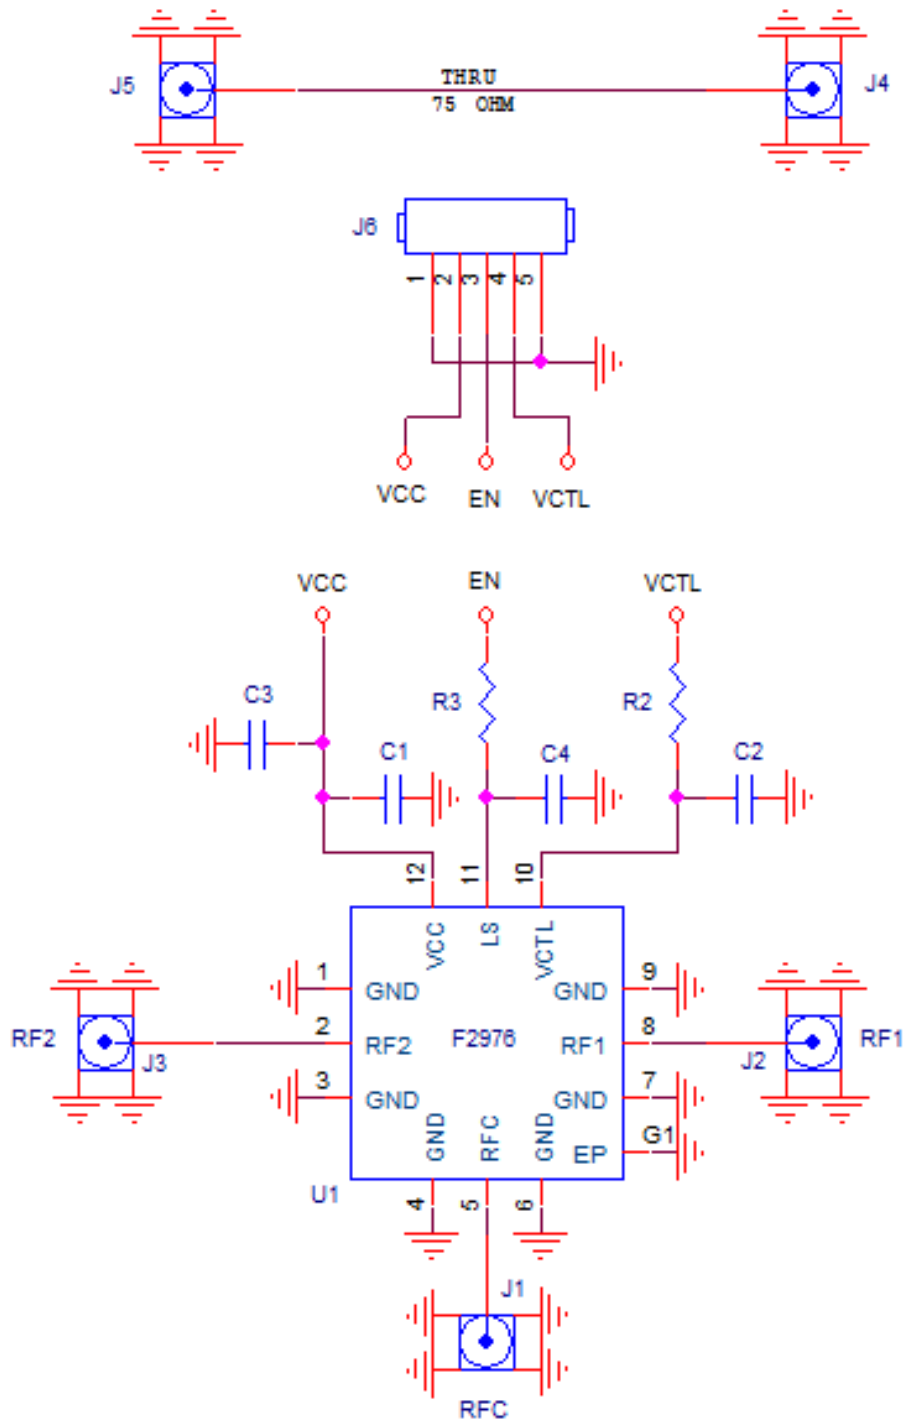 THRU
J5
J4
75 OHM
J6
1 2 3 4 5
VCC EN VCTL
VCC EN VCTL
C3 R3 R2
C1 C4 C2
12 11 10
VCC LS VCTL
1 GND GND 9
RF2 J3 2 RF2 F2976 RF1 8 J2 RF1
3 GND GND 7
GND RFC GND EP G1
U1
4 5 6
J1
RFC